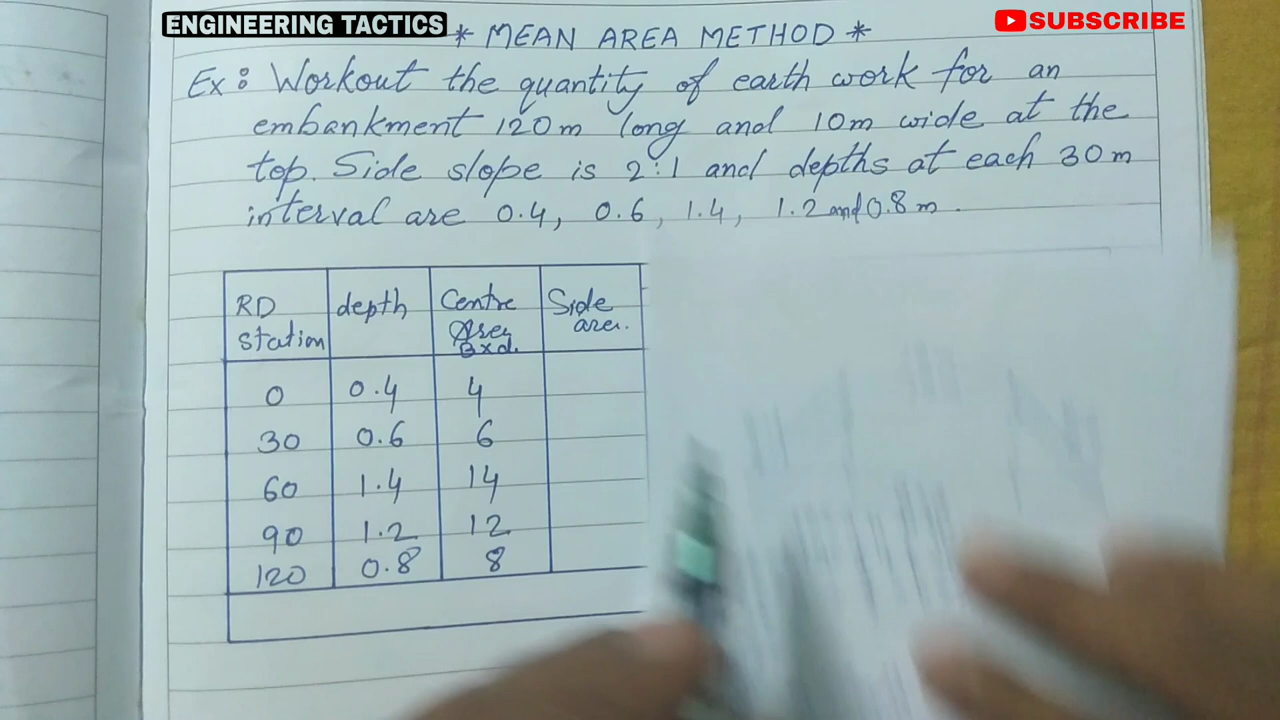 ENGINEERING TACTICS
SUBSCRIBE
* MEAN AREA METHOD *
Ex: Workout the quantity of earth work for an
embankment 120m long and 10m wide at the
top. Side slope is 2:1 and depths at each 30m
interval are 0.4, 0.6, 1.4, 1.2 and 0.8 m.
RD station depth Centre Area Bxd. Side area.
0 0.4 4
30 0.6 6
60 1.4 14
90 1.2 12
120 0.8 8